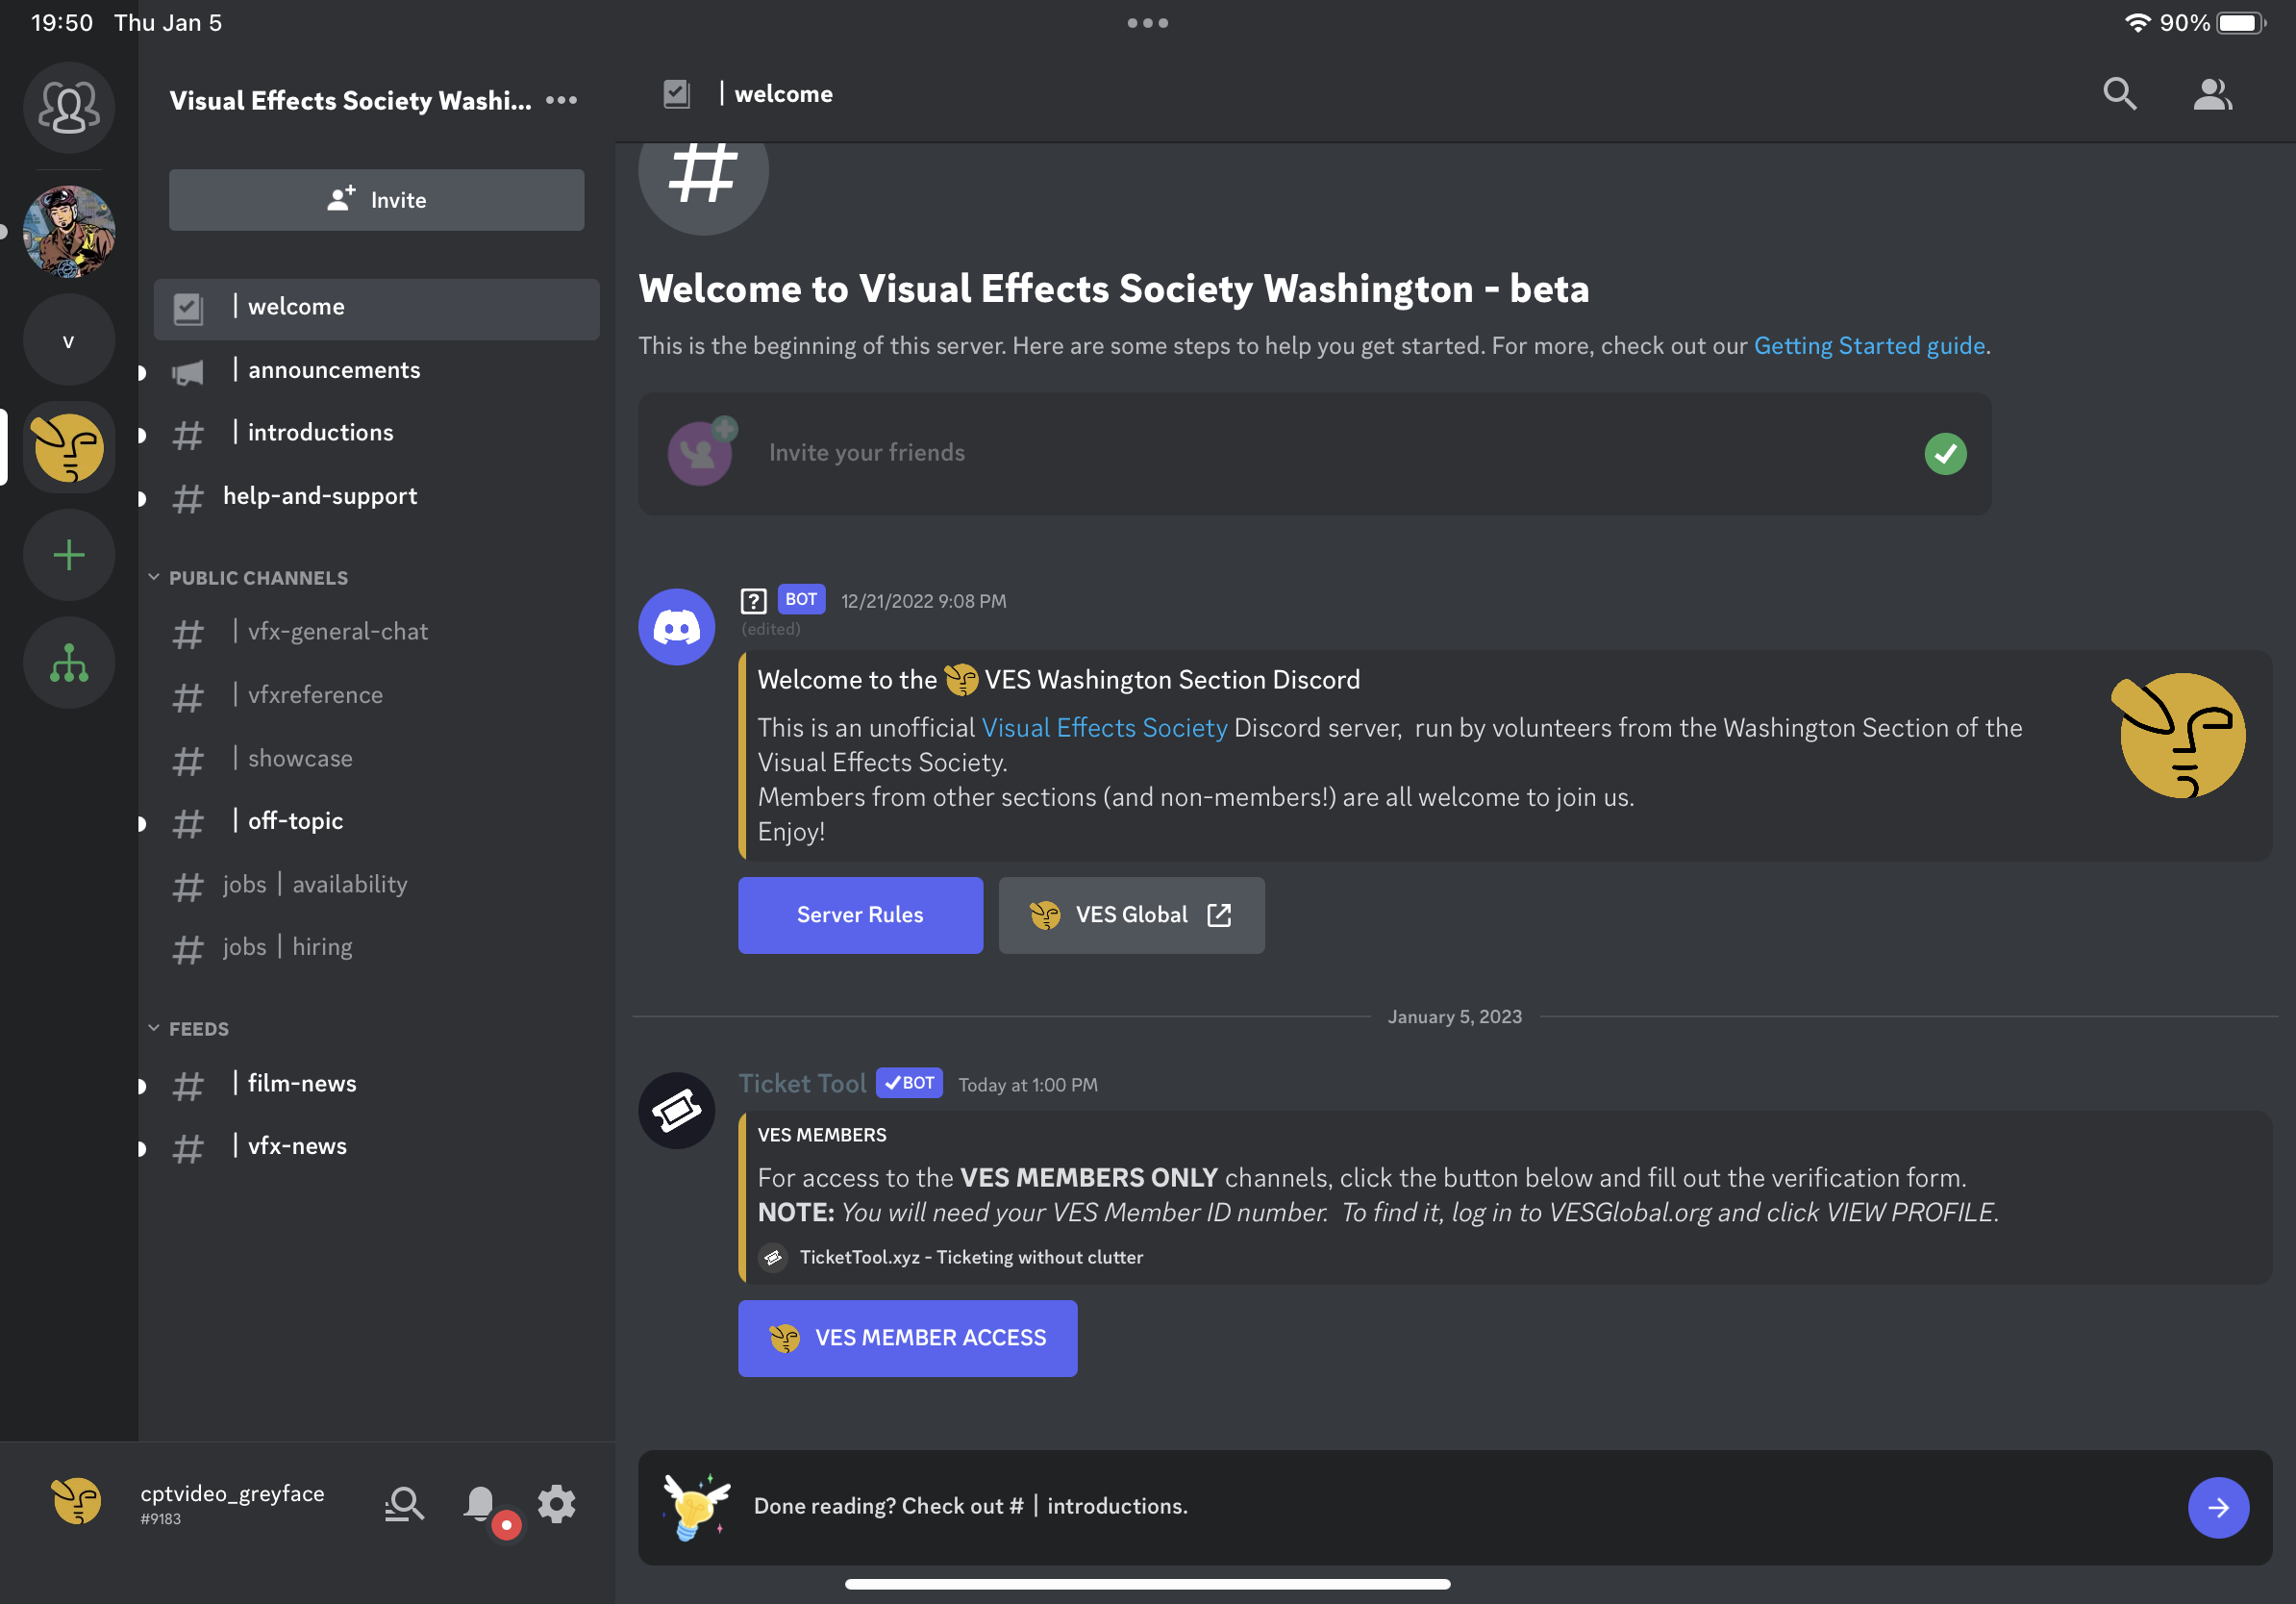 19:50 Thu Jan 5
90%
Visual Effects Society Washi...
Invite
| welcome
| announcements
| introductions
help-and-support
PUBLIC CHANNELS
| vfx-general-chat
| vfxreference
| showcase
| off-topic
jobs | availability
jobs | hiring
FEEDS
| film-news
| vfx-news
v
cptvideo_greyface
#9183
| welcome
#
Welcome to Visual Effects Society Washington - beta
This is the beginning of this server. Here are some steps to help you get started. For more, check out our Getting Started guide.
Invite your friends
? BOT 12/21/2022 9:08 PM
(edited)
Welcome to the VES Washington Section Discord
This is an unofficial Visual Effects Society Discord server, run by volunteers from the Washington Section of the
Visual Effects Society.
Members from other sections (and non-members!) are all welcome to join us.
Enjoy!
Server Rules
VES Global
January 5, 2023
Ticket Tool BOT Today at 1:00 PM
VES MEMBERS
For access to the VES MEMBERS ONLY channels, click the button below and fill out the verification form.
NOTE: You will need your VES Member ID number. To find it, log in to VESGlobal.org and click VIEW PROFILE.
TicketTool.xyz - Ticketing without clutter
VES MEMBER ACCESS
Done reading? Check out # | introductions.